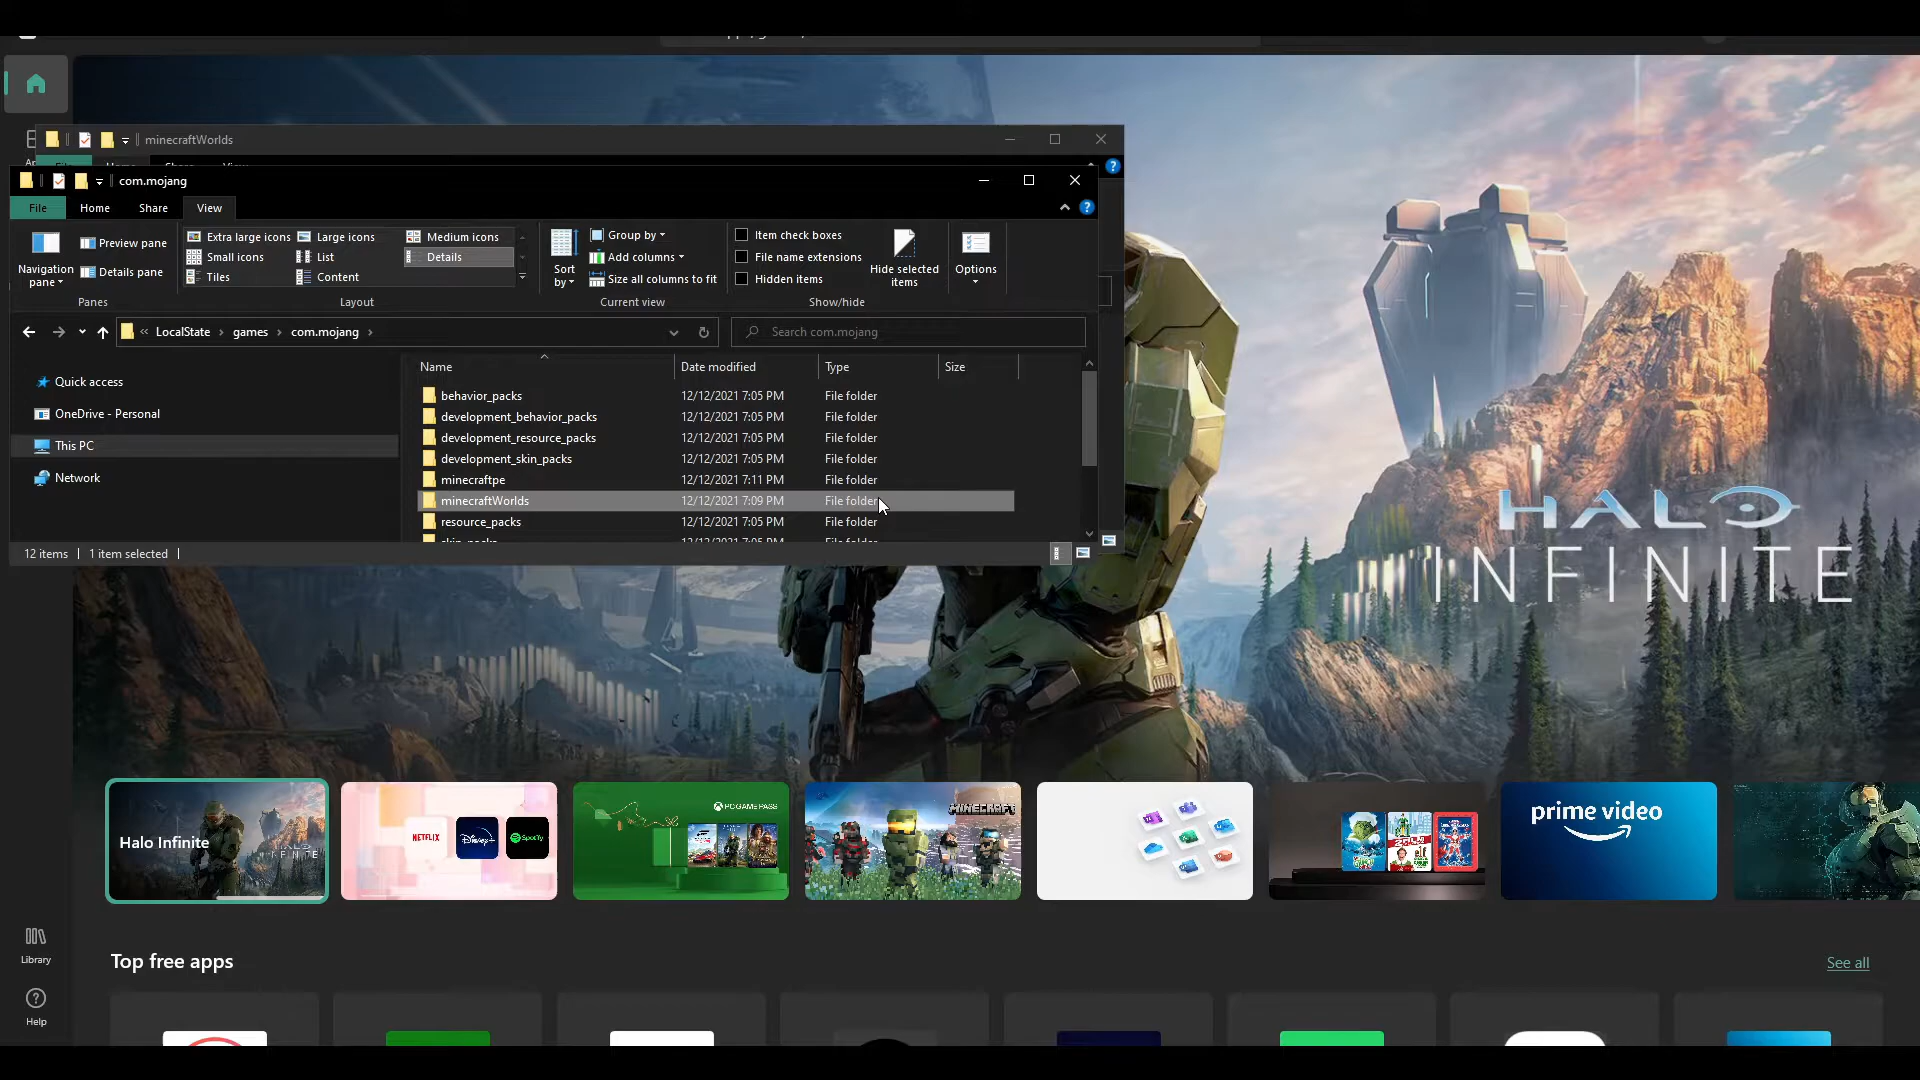 minecraftWorlds
com.mojang
File
Home
Share
View
Navigation pane
Preview pane
Details pane
Panes
Extra large icons
Large icons
Medium icons
Small icons
List
Details
Tiles
Content
Layout
Sort by
Group by
Add columns
Size all columns to fit
Current view
Item check boxes
File name extensions
Hidden items
Hide selected items
Show/hide
Options
« LocalState › games › com.mojang ›
Search com.mojang
Quick access
OneDrive - Personal
This PC
Network
Name Date modified Type Size
behavior_packs 12/12/2021 7:05 PM File folder
development_behavior_packs 12/12/2021 7:05 PM File folder
development_resource_packs 12/12/2021 7:05 PM File folder
development_skin_packs 12/12/2021 7:05 PM File folder
minecraftpe 12/12/2021 7:11 PM File folder
minecraftWorlds 12/12/2021 7:09 PM File folder
resource_packs 12/12/2021 7:05 PM File folder
12 items
1 item selected
HALO
INFINITE
Halo Infinite
HALO
INFINITE
NETFLIX
Disney+
Spotify
PC GAME PASS
MINECRAFT
prime video
Library
Help
Top free apps
See all